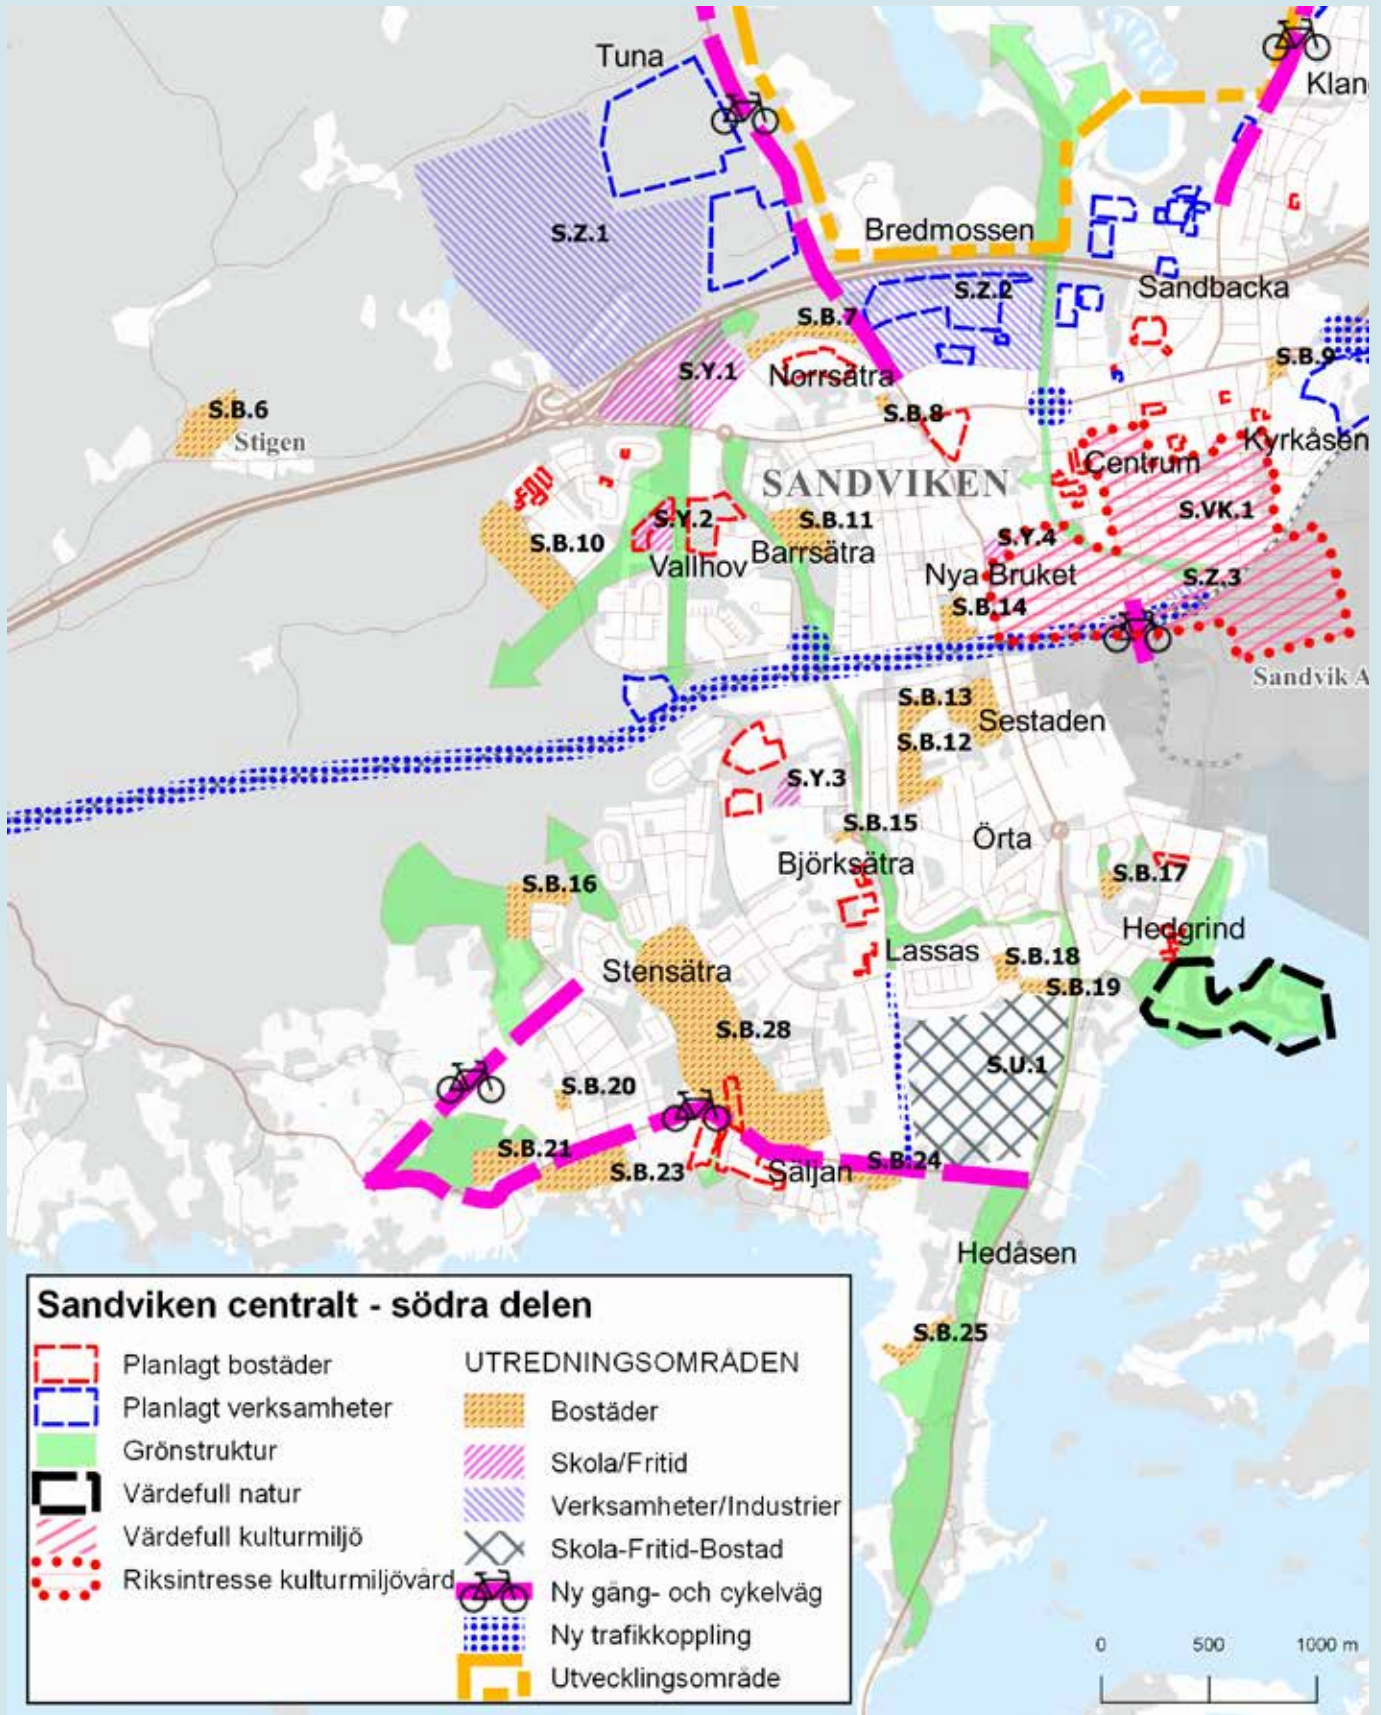 Tuna
Klan
S.Z.1
Bredmossen
S.Z.2
Sandbacka
S.B.7
S.Y.1
Norrsätra
S.B.9
S.B.6
S.B.8
Stigen
Kyrkåsen
Centrum
SANDVIKEN
S.VK.1
S.Y.2
S.B.11
S.B.10
S.Y.4
Vallhov
Barrsätra
Nya Bruket
S.Z.3
S.B.14
Sandvik A
S.B.13
Sestaden
S.B.12
S.Y.3
S.B.15
Örta
Björksätra
S.B.16
S.B.17
Hedgrind
Lassas
S.B.18
Stensätra
S.B.19
S.B.28
S.U.1
S.B.20
S.B.21
S.B.23
Säljan
S.B.24
Hedåsen
S.B.25
Sandviken centralt - södra delen
Planlagt bostäder
Planlagt verksamheter
Grönstruktur
Värdefull natur
Värdefull kulturmiljö
Riksintresse kulturmiljövård
UTREDNINGSOMRÅDEN
Bostäder
Skola/Fritid
Verksamheter/Industrier
Skola-Fritid-Bostad
Ny gång- och cykelväg
Ny trafikkoppling
Utvecklingsområde
0 500 1000 m